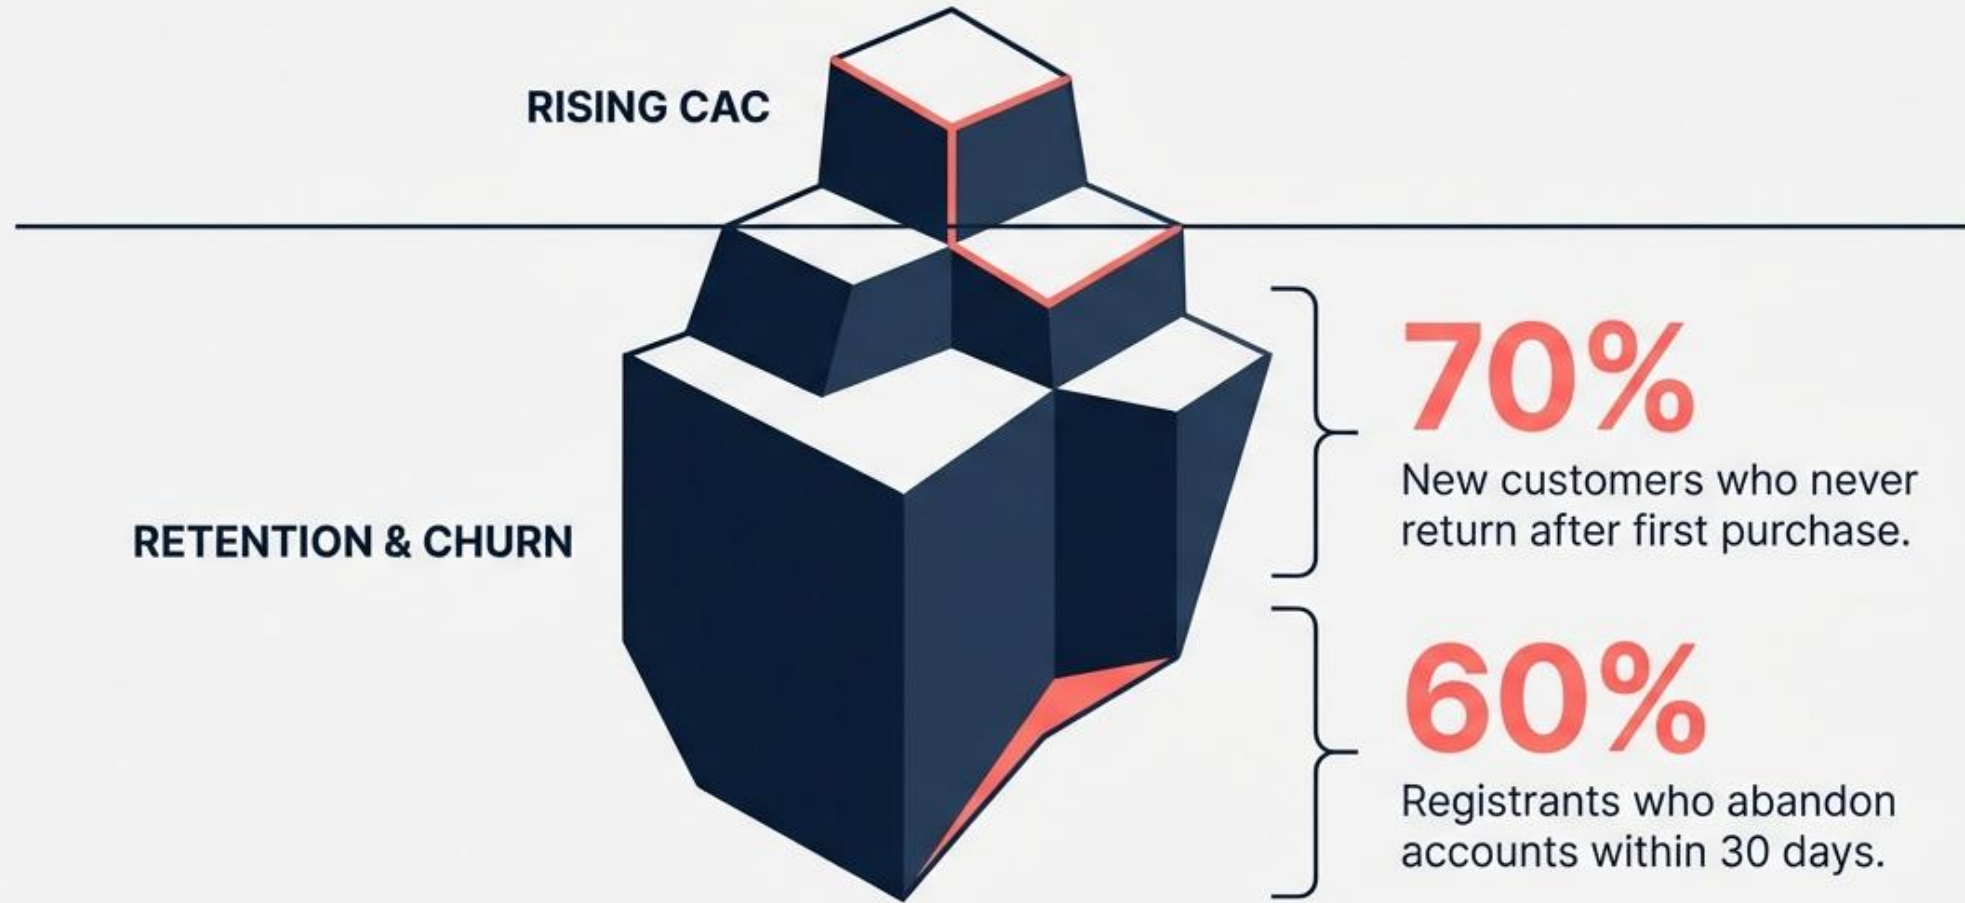 RISING CAC
RETENTION & CHURN
70%
New customers who never
return after first purchase.
60%
Registrants who abandon
accounts within 30 days.